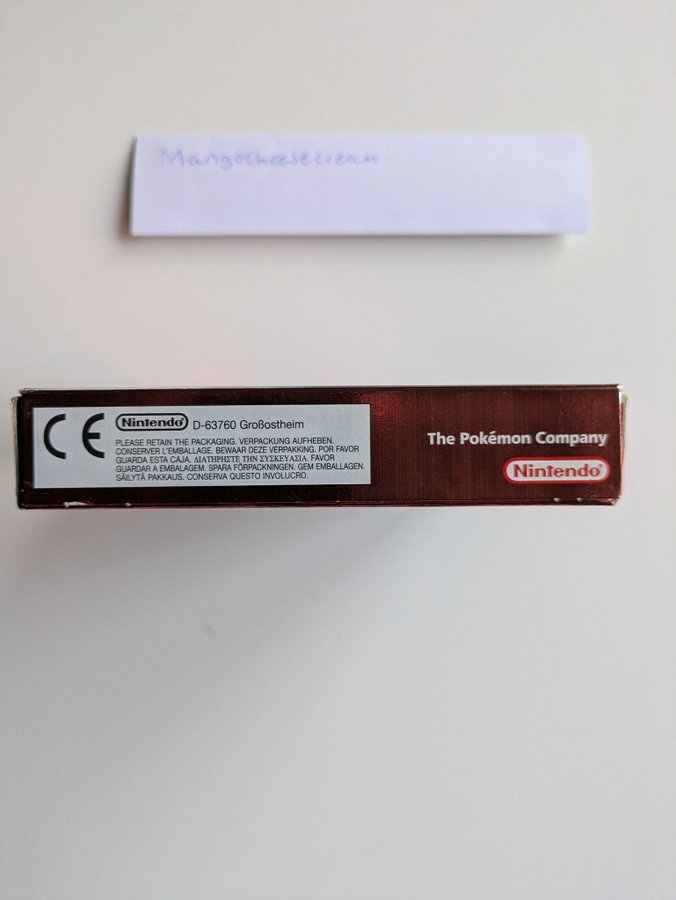 Mangocheesecream
CE
Nintendo® D-63760 Großostheim
PLEASE RETAIN THE PACKAGING. VERPACKUNG AUFHEBEN.
CONSERVER L'EMBALLAGE. BEWAAR DEZE VERPAKKING. POR FAVOR
GUARDA ESTA CAJA. ΔΙΑΤΗΡΗΣΤΕ ΤΗΝ ΣΥΣΚΕΥΑΣΙΑ. FAVOR
GUARDAR A EMBALAGEM. SPARA FÖRPACKNINGEN. GEM EMBALLAGEN.
SÄILYTÄ PAKKAUS. CONSERVA QUESTO INVOLUCRO.
The Pokémon Company
Nintendo®